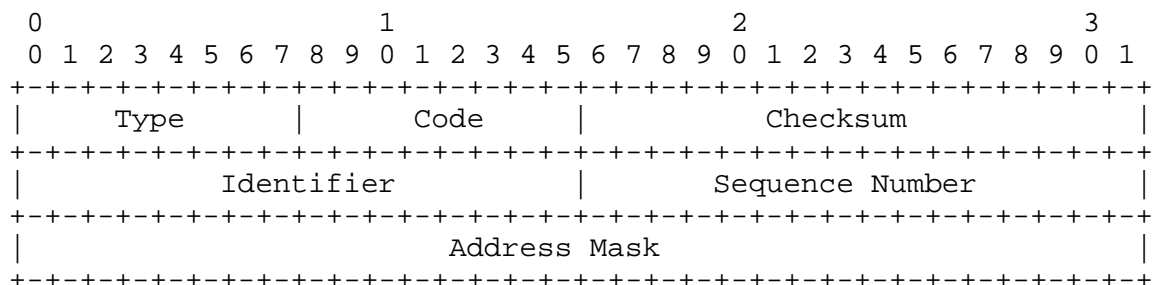 0                   1                   2                   3
 0 1 2 3 4 5 6 7 8 9 0 1 2 3 4 5 6 7 8 9 0 1 2 3 4 5 6 7 8 9 0 1
+-+-+-+-+-+-+-+-+-+-+-+-+-+-+-+-+-+-+-+-+-+-+-+-+-+-+-+-+-+-+-+-+
|     Type      |      Code     |          Checksum             |
+-+-+-+-+-+-+-+-+-+-+-+-+-+-+-+-+-+-+-+-+-+-+-+-+-+-+-+-+-+-+-+-+
|           Identifier          |       Sequence Number         |
+-+-+-+-+-+-+-+-+-+-+-+-+-+-+-+-+-+-+-+-+-+-+-+-+-+-+-+-+-+-+-+-+
|                        Address Mask                           |
+-+-+-+-+-+-+-+-+-+-+-+-+-+-+-+-+-+-+-+-+-+-+-+-+-+-+-+-+-+-+-+-+